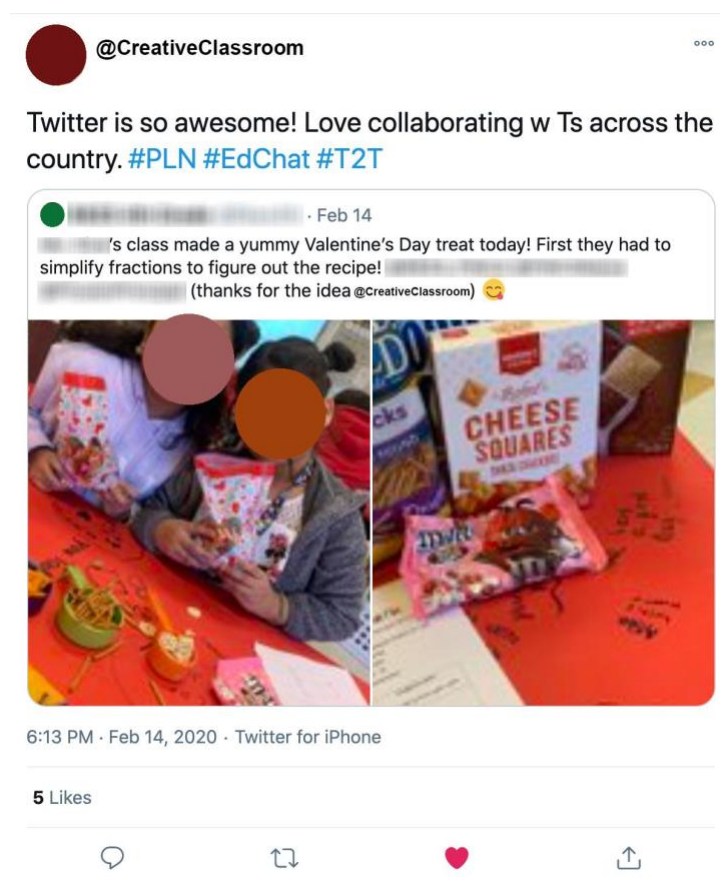 @CreativeClassroom
Twitter is so awesome! Love collaborating w Ts across the
country. #PLN #EdChat #T2T
· Feb 14
's class made a yummy Valentine's Day treat today! First they had to
simplify fractions to figure out the recipe!
(thanks for the idea @CreativeClassroom) 😋
CHEESE
SQUARES
m&m's
6:13 PM · Feb 14, 2020 · Twitter for iPhone
5 Likes